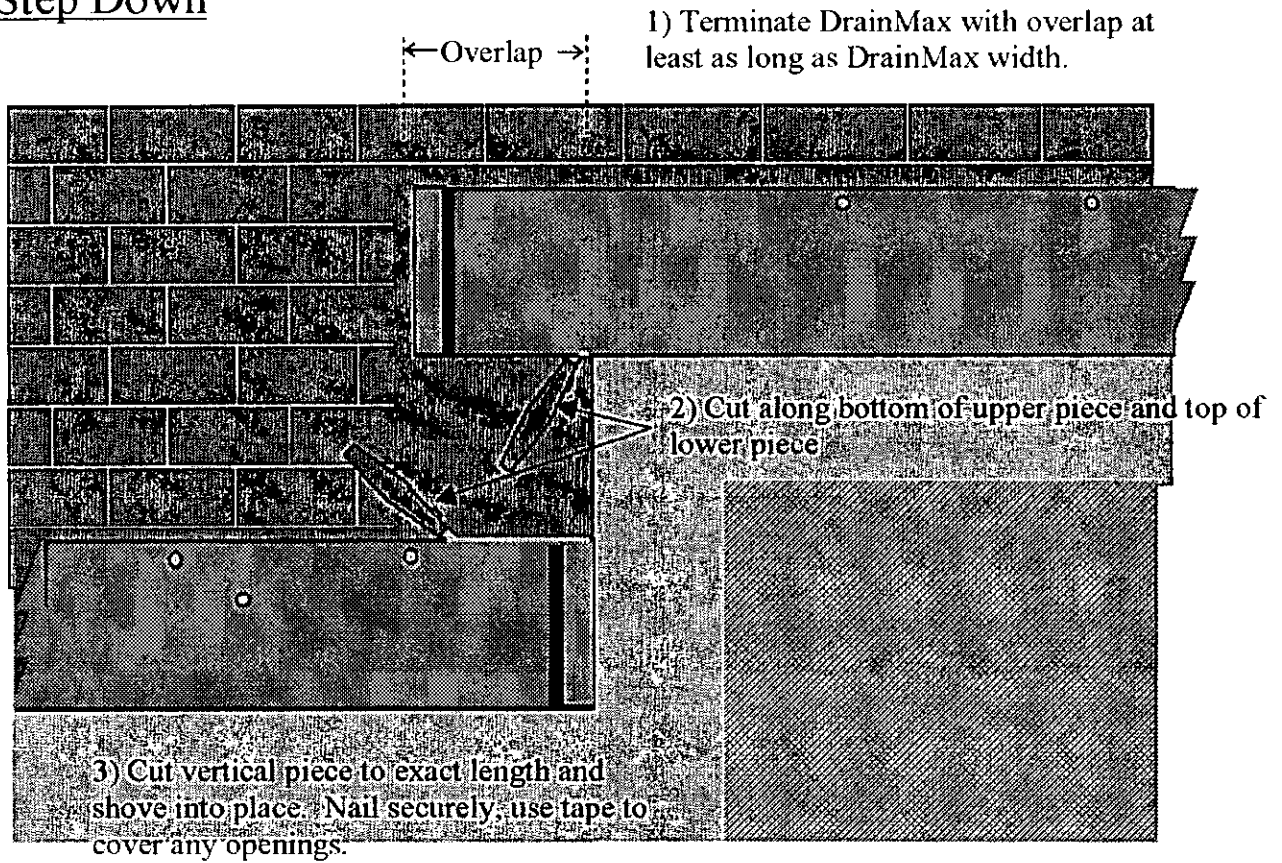 Step Down
1) Terminate DrainMax with overlap at
least as long as DrainMax width.
Overlap
2) Cut along bottom of upper piece and top of
lower piece
3) Cut vertical piece to exact length and
shove into place. Nail securely, use tape to
cover any openings.